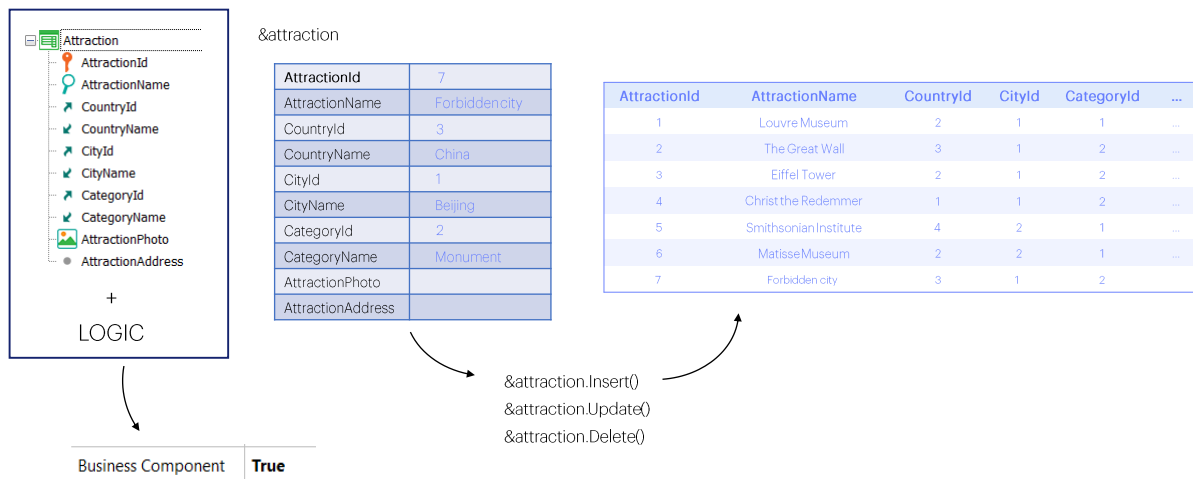 Attraction
AttractionId
AttractionName
CountryId
CountryName
CityId
CityName
CategoryId
CategoryName
AttractionPhoto
AttractionAddress
+
LOGIC
Business Component True
&attraction
AttractionId 7
AttractionName Forbidden city
CountryId 3
CountryName China
CityId 1
CityName Beijing
CategoryId 2
CategoryName Monument
AttractionPhoto
AttractionAddress
&attraction.Insert()
&attraction.Update()
&attraction.Delete()
AttractionId AttractionName CountryId CityId CategoryId ...
1 Louvre Museum 2 1 1 ...
2 The Great Wall 3 1 2 ...
3 Eiffel Tower 2 1 2 ...
4 Christ the Redemmer 1 1 2 ...
5 Smithsonian Institute 4 2 1 ...
6 Matisse Museum 2 2 1 ...
7 Forbidden city 3 1 2 ...